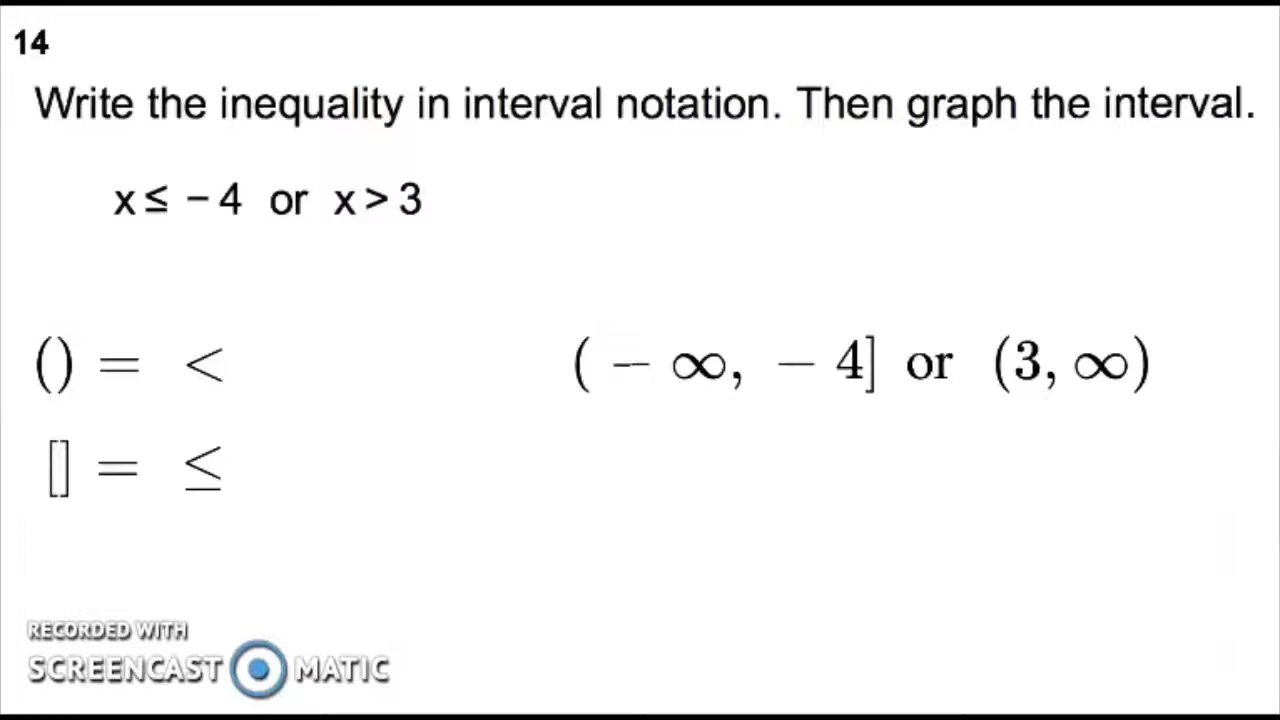 14
Write the inequality in interval notation. Then graph the interval.
x ≤ − 4 or x > 3
() = < ( − ∞, − 4] or (3, ∞)
[] = ≤
RECORDED WITH
SCREENCAST MATIC